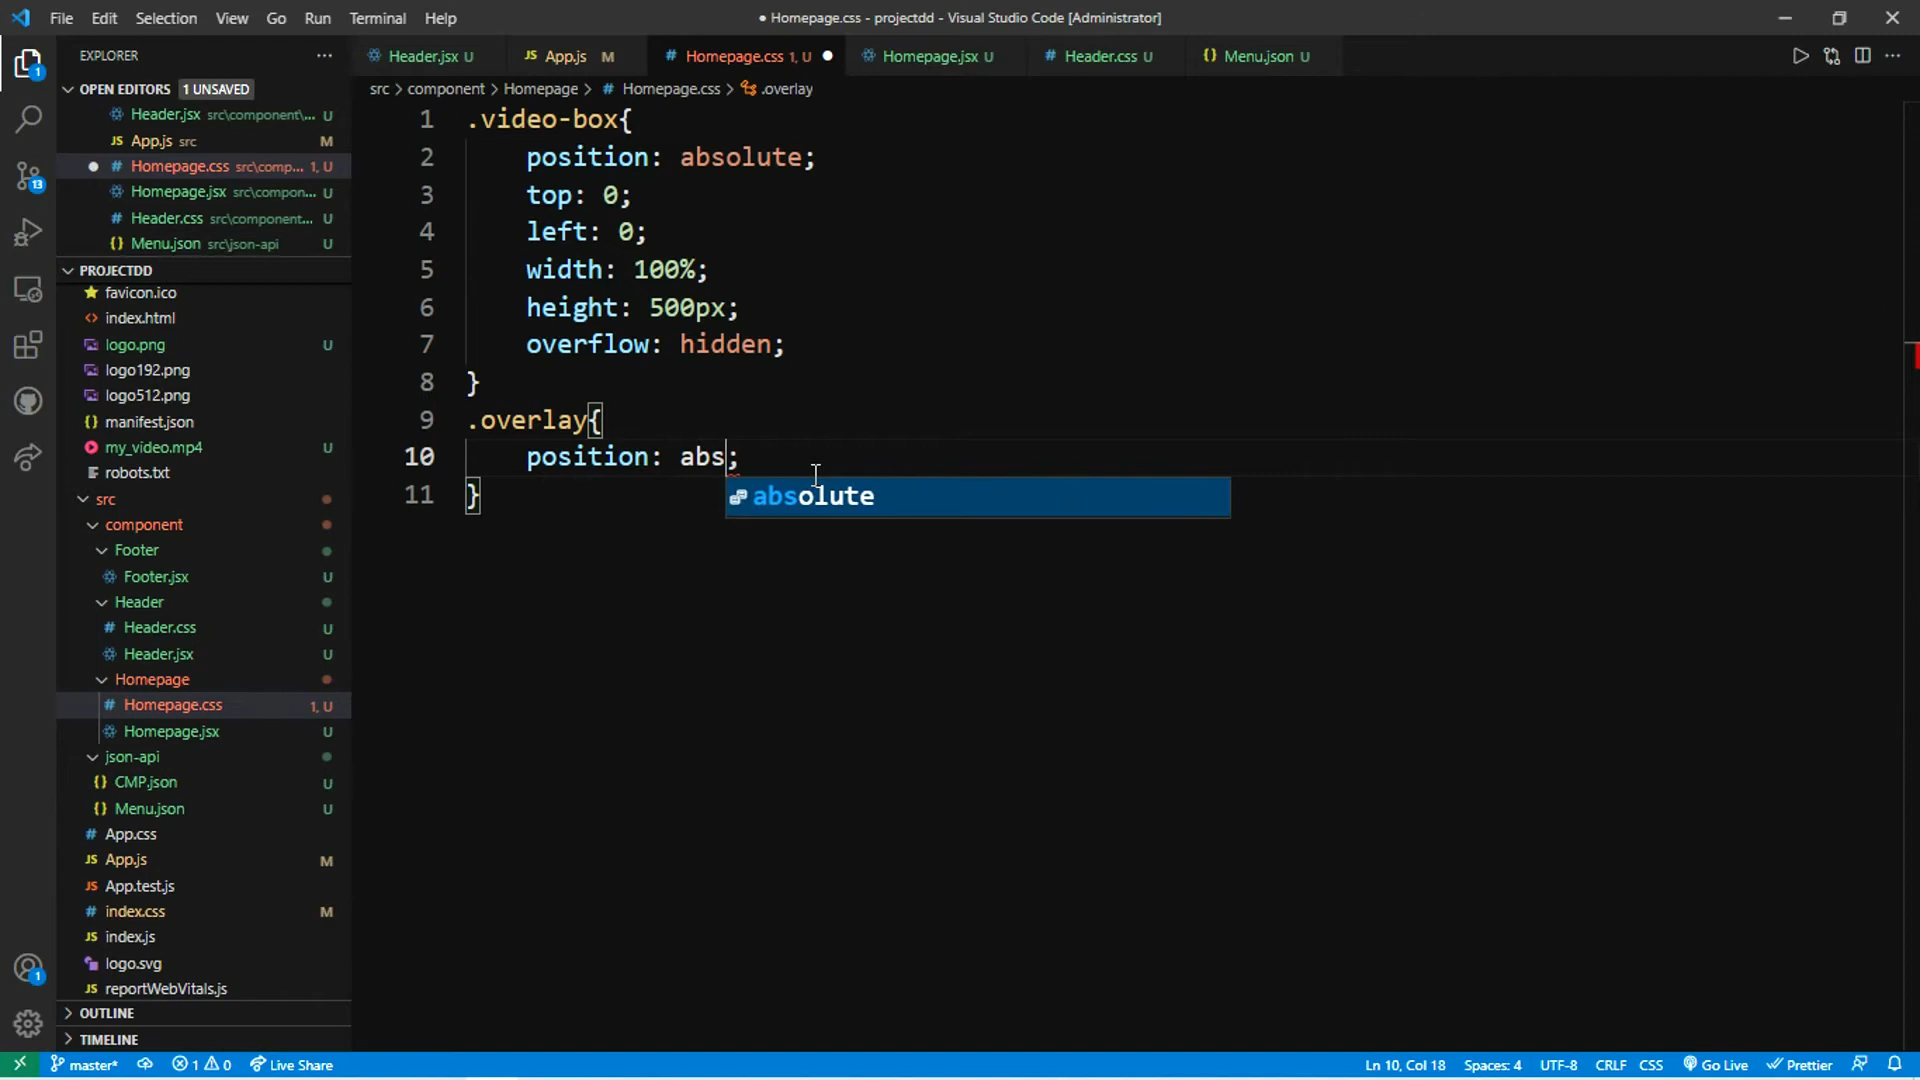 File Edit Selection View Go Run Terminal Help
● Homepage.css - projectdd - Visual Studio Code [Administrator]
EXPLORER
Header.jsx U
App.js M
Homepage.css 1, U
Homepage.jsx U
Header.css U
Menu.json U
OPEN EDITORS 1 UNSAVED
Header.jsx src\component\... U
App.js src M
Homepage.css src\comp... 1, U
Homepage.jsx src\compon... U
Header.css src\component... U
Menu.json src\json-api U
PROJECTDD
favicon.ico
index.html
logo.png U
logo192.png
logo512.png
manifest.json
my_video.mp4 U
robots.txt
src
component
Footer
Footer.jsx U
Header
Header.css U
Header.jsx U
Homepage
Homepage.css 1, U
Homepage.jsx U
json-api
CMP.json U
Menu.json U
App.css
App.js M
App.test.js
index.css M
index.js
logo.svg
reportWebVitals.js
OUTLINE
TIMELINE
src > component > Homepage > # Homepage.css > .overlay
1 .video-box{
2 position: absolute;
3 top: 0;
4 left: 0;
5 width: 100%;
6 height: 500px;
7 overflow: hidden;
8 }
9 .overlay{
10 position: abs;
absolute
11 }
1
13
1
master* 1 0 Live Share
Ln 10, Col 18 Spaces: 4 UTF-8 CRLF CSS Go Live Prettier